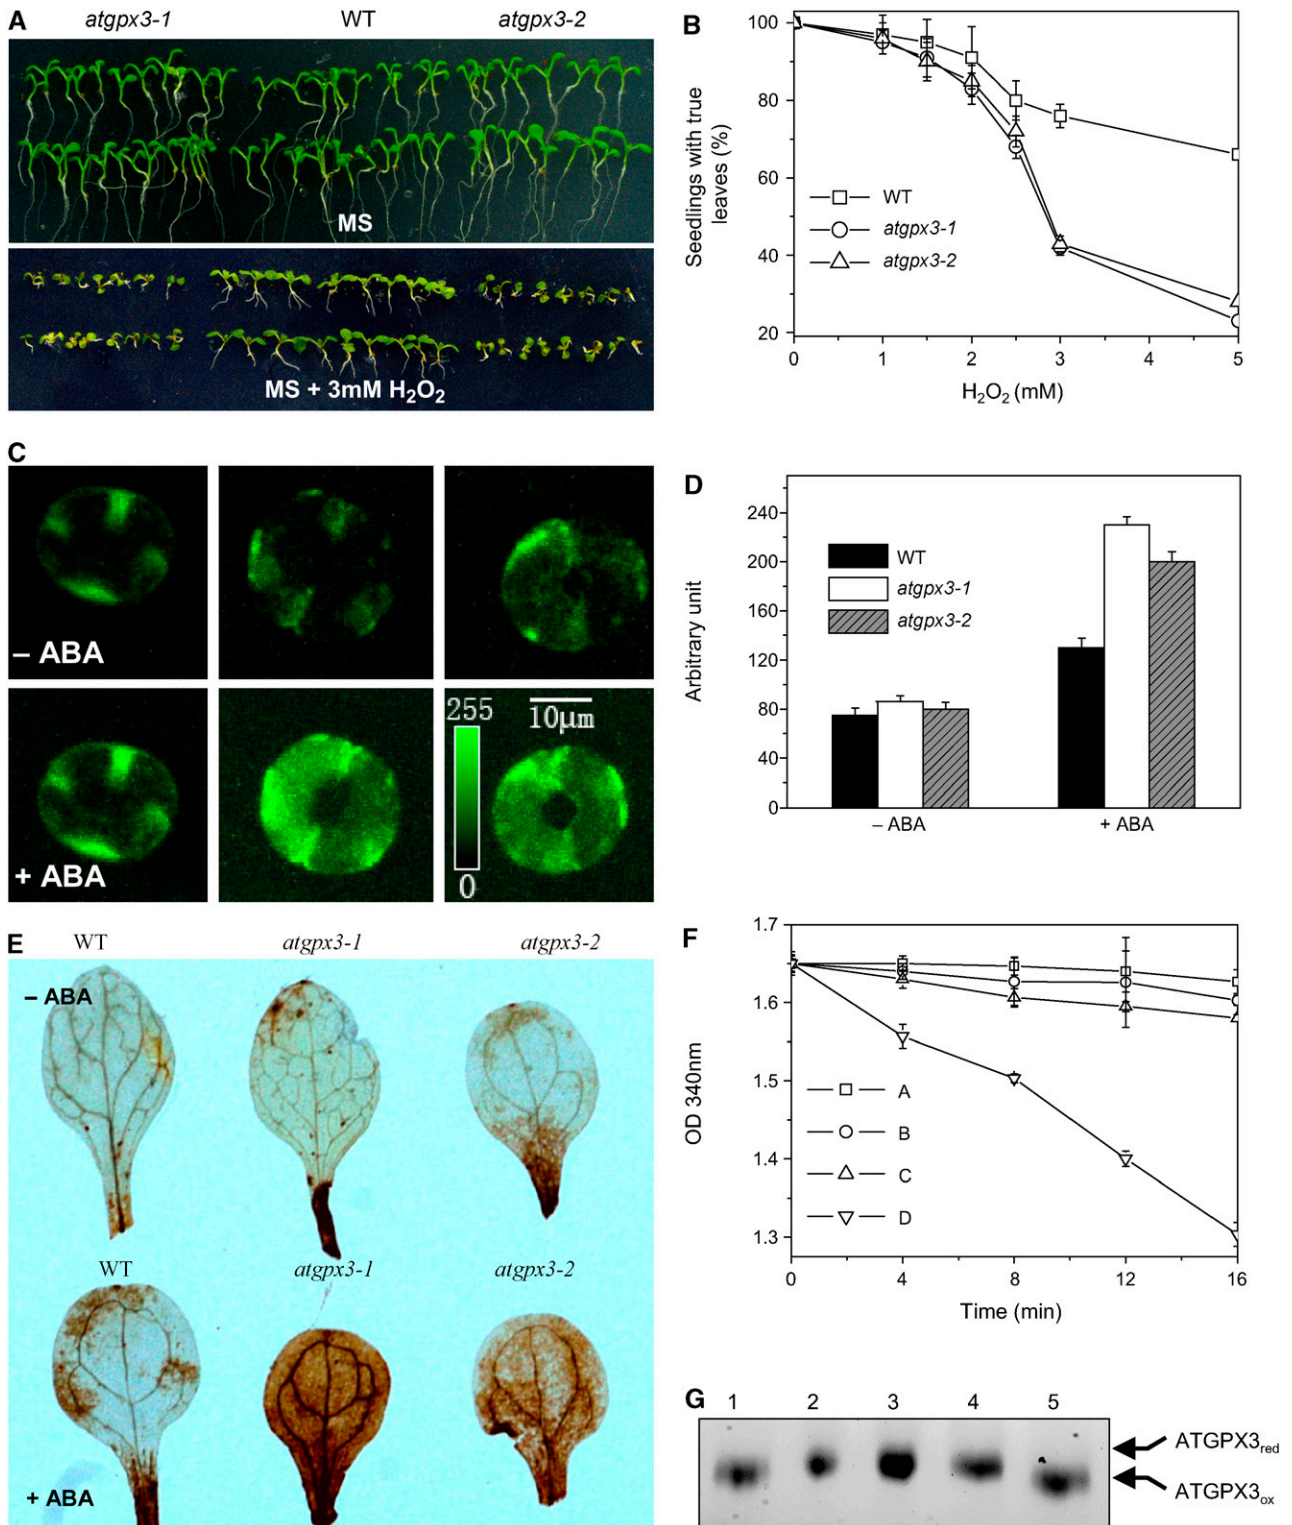 A
atgpx3-1 WT atgpx3-2
MS
MS + 3mM H₂O₂
B
Seedlings with true
leaves (%)
100
80
60
40
20
WT
atgpx3-1
atgpx3-2
0 1 2 3 4 5
H₂O₂ (mM)
C
– ABA
+ ABA
255
0
10μm
D
Arbitrary unit
240
200
160
120
80
40
0
WT
atgpx3-1
atgpx3-2
– ABA + ABA
E
WT atgpx3-1 atgpx3-2
– ABA
WT atgpx3-1 atgpx3-2
+ ABA
F
OD 340nm
1.7
1.6
1.5
1.4
1.3
A
B
C
D
0 4 8 12 16
Time (min)
G
1 2 3 4 5
ATGPX3red
ATGPX3ox